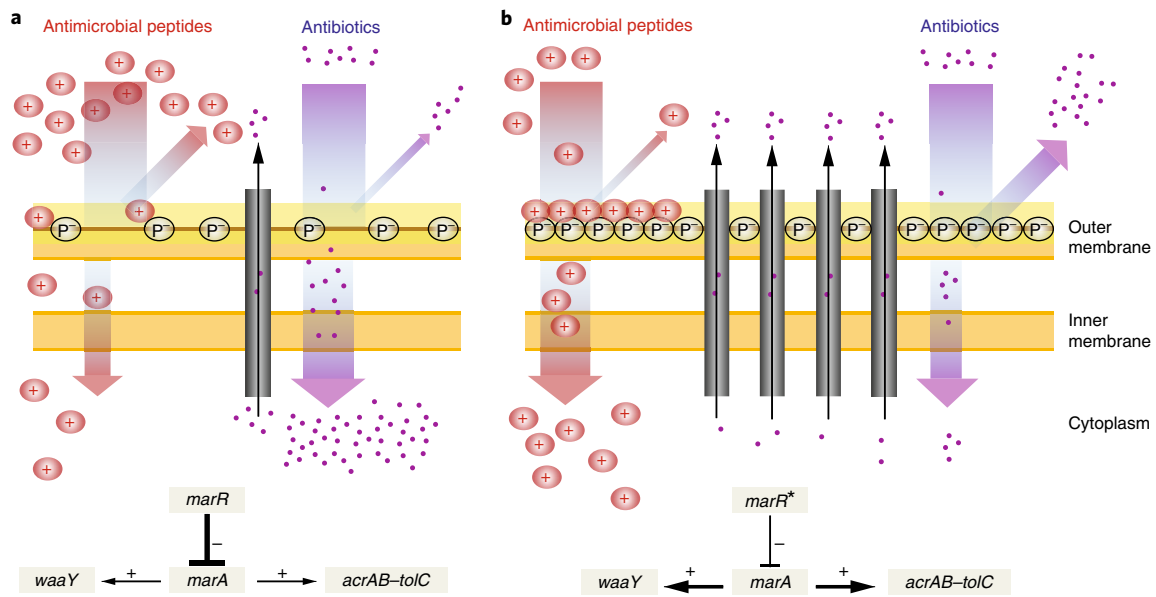 a
Antimicrobial peptides
Antibiotics
+ + + + + + + + + + + + + + + + + + +
P⁻ P⁻ P⁻ P⁻ P⁻ P⁻
marR
–
waaY
+
marA
+
acrAB–tolC
b
Antimicrobial peptides
Antibiotics
+ + + + + + + + + + + + + + + + + + + + +
P⁻ P⁻ P⁻ P⁻ P⁻ P⁻ P⁻ P⁻ P⁻ P⁻ P⁻ P⁻ P⁻ P⁻
Outer
membrane
Inner
membrane
Cytoplasm
marR*
–
waaY
+
marA
+
acrAB–tolC